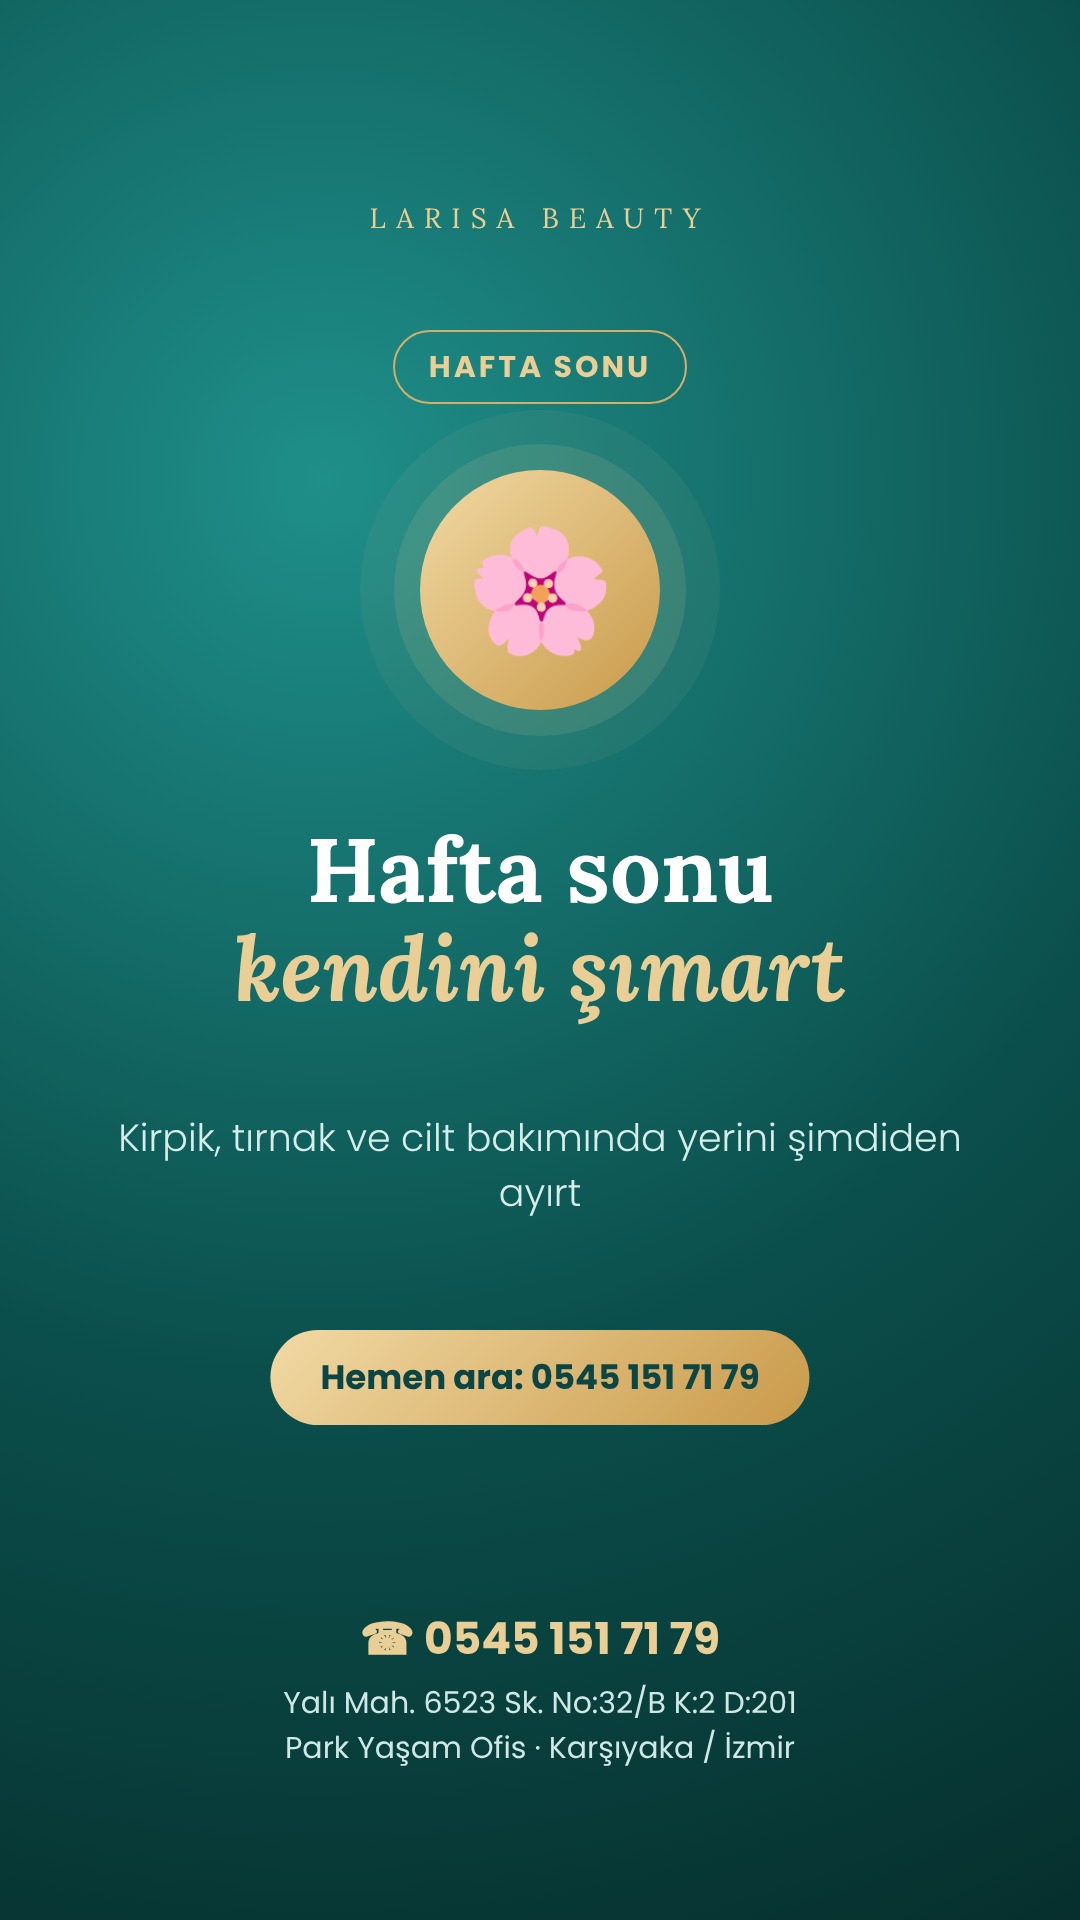 LARISA BEAUTY
HAFTA SONU
Hafta sonu
kendini şımart
Kirpik, tırnak ve cilt bakımında yerini şimdiden
ayırt
Hemen ara: 0545 151 71 79
☎ 0545 151 71 79
Yalı Mah. 6523 Sk. No:32/B K:2 D:201
Park Yaşam Ofis · Karşıyaka / İzmir